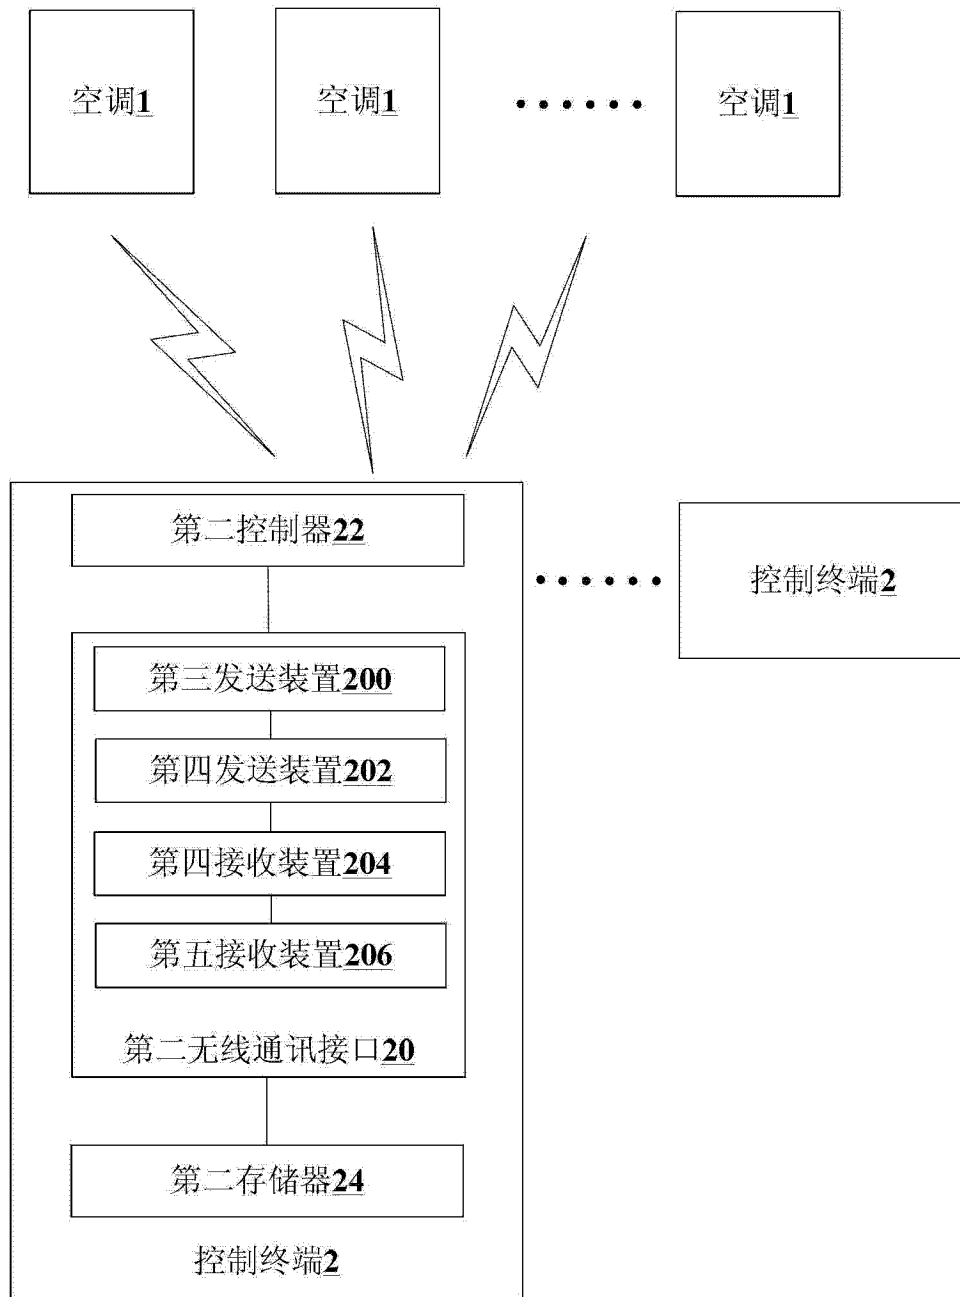 空调1
空调1
空调1
第二控制器22
控制终端2
第三发送装置200
第四发送装置202
第四接收装置204
第五接收装置206
第二无线通讯接口20
第二存储器24
控制终端2